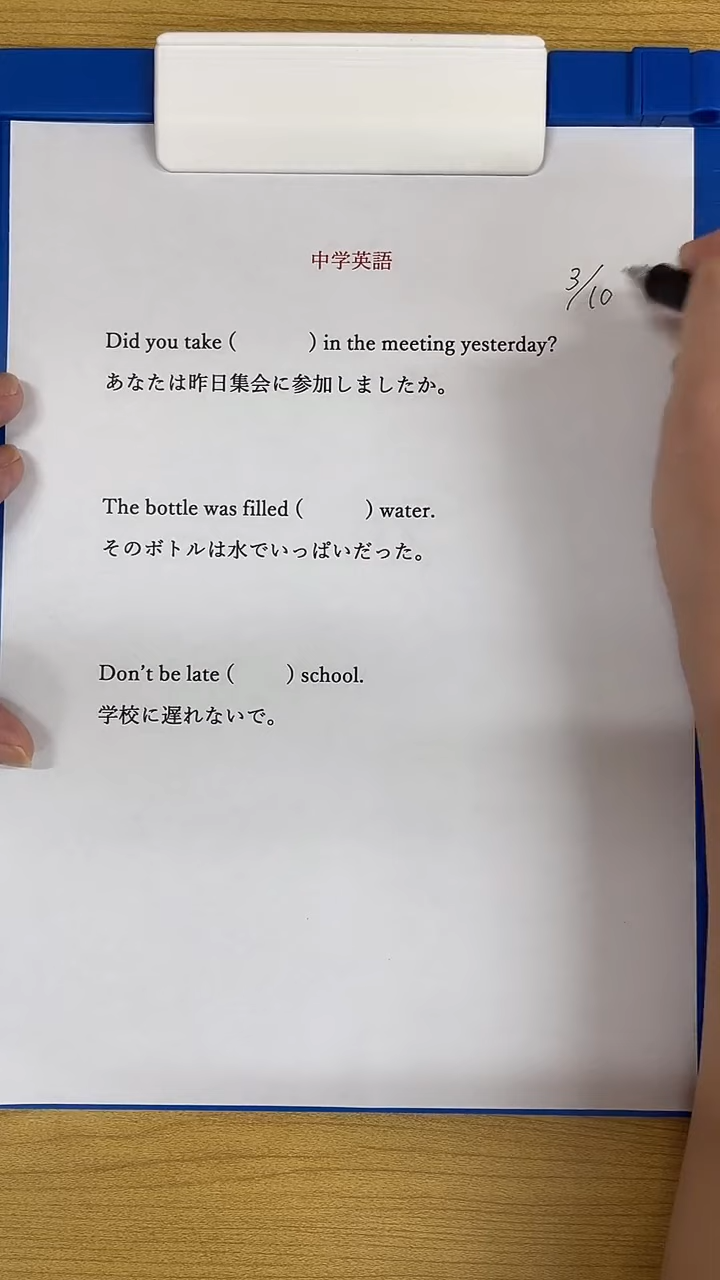 中学英語
3/10
Did you take (　　　) in the meeting yesterday?
あなたは昨日集会に参加しましたか。
The bottle was filled (　　　) water.
そのボトルは水でいっぱいだった。
Don't be late (　　　) school.
学校に遅れないで。